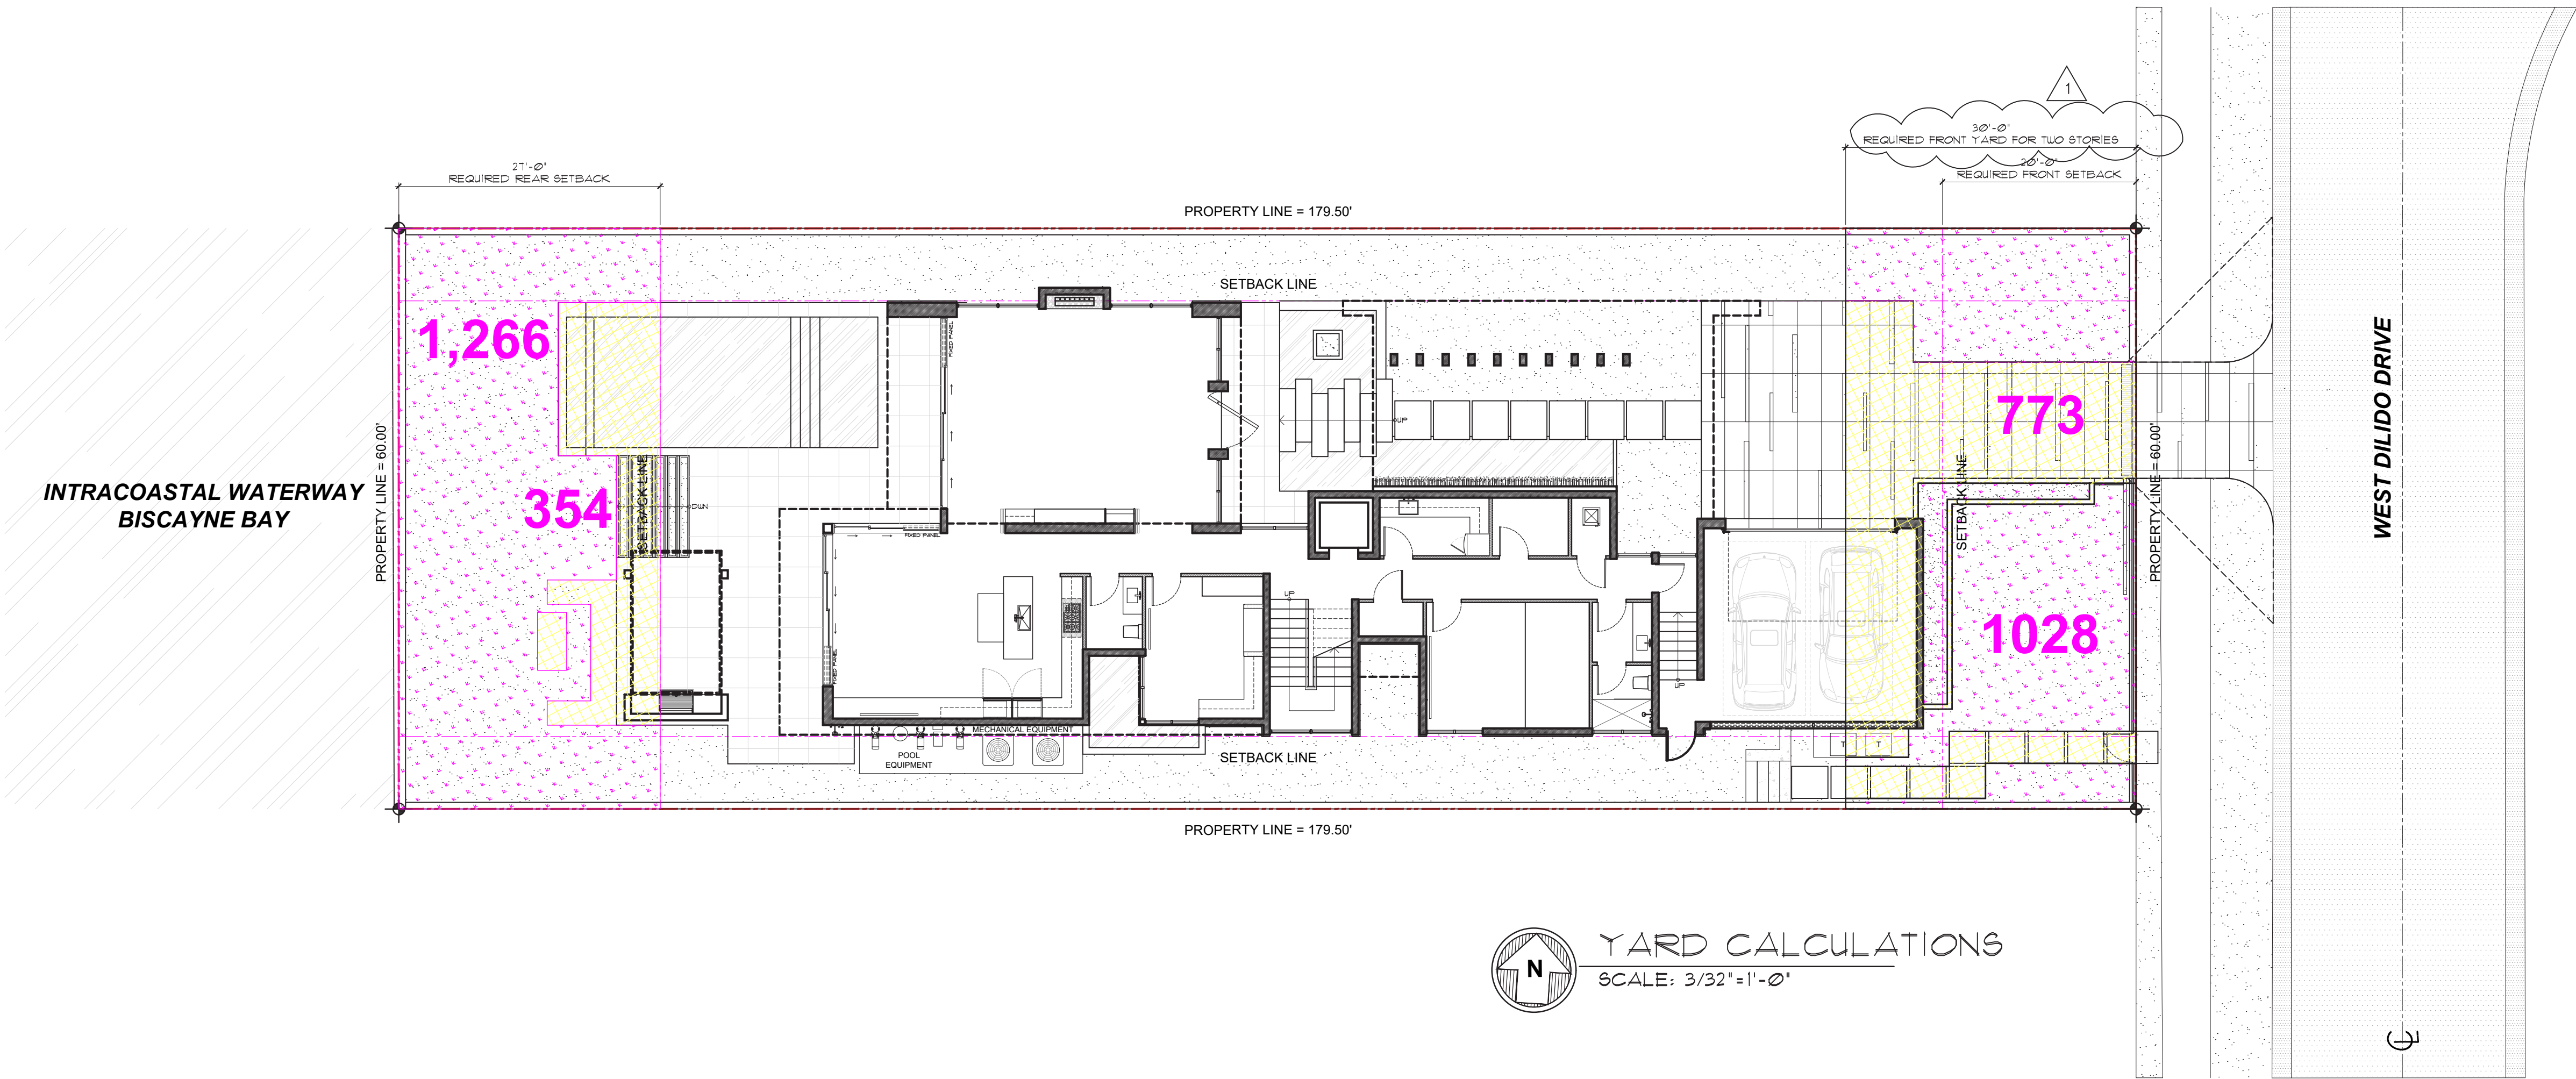 1
30'-0"
REQUIRED FRONT YARD FOR TWO STORIES
20'-0"
REQUIRED FRONT SETBACK
27'-0"
REQUIRED REAR SETBACK
PROPERTY LINE = 179.50'
SETBACK LINE
1,266
354
773
1028
INTRACOASTAL WATERWAY
BISCAYNE BAY
PROPERTY LINE = 60.00'
SETBACK LINE
DWN
FIXED PANEL
FIXED PANEL
FIXED PANEL
UP
UP
UP
SETBACK LINE
PROPERTY LINE = 60.00'
WEST DILIDO DRIVE
MECHANICAL EQUIPMENT
POOL
EQUIPMENT
T
T
SETBACK LINE
PROPERTY LINE = 179.50'
N
YARD CALCULATIONS
SCALE: 3/32"=1'-0"